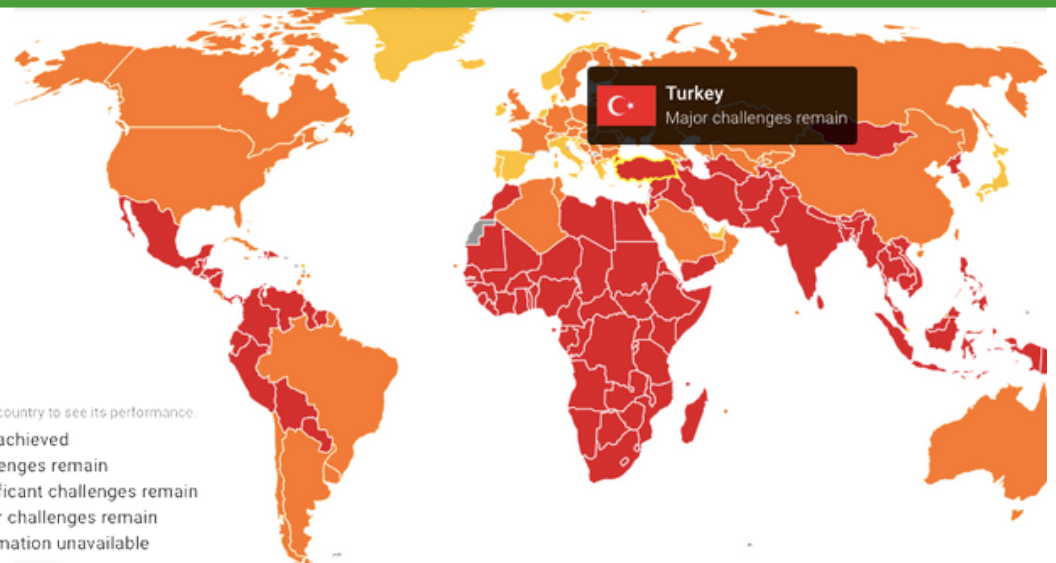 Turkey
Major challenges remain
country to see its performance.
achieved
enges remain
ficant challenges remain
challenges remain
mation unavailable